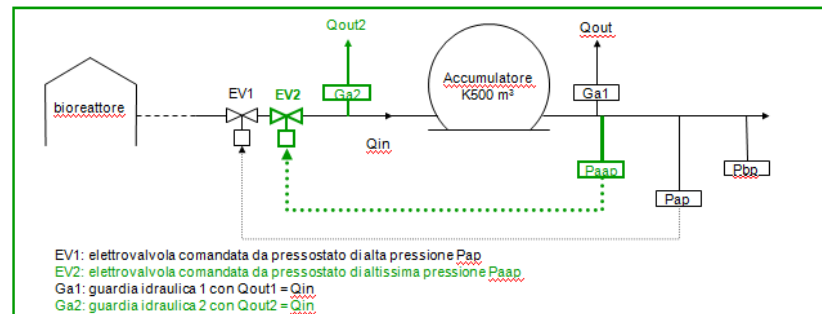 Qout2
Qout
bioreattore
EV1
EV2
Ga2
Accumulatore
K500 m³
Ga1
Qin
Paap
Pap
Pbp
EV1: elettrovalvola comandata da pressostato di alta pressione Pap
EV2: elettrovalvola comandata da pressostato di altissima pressione Paap
Ga1: guardia idraulica 1 con Qout1 = Qin
Ga2: guardia idraulica 2 con Qout2 = Qin